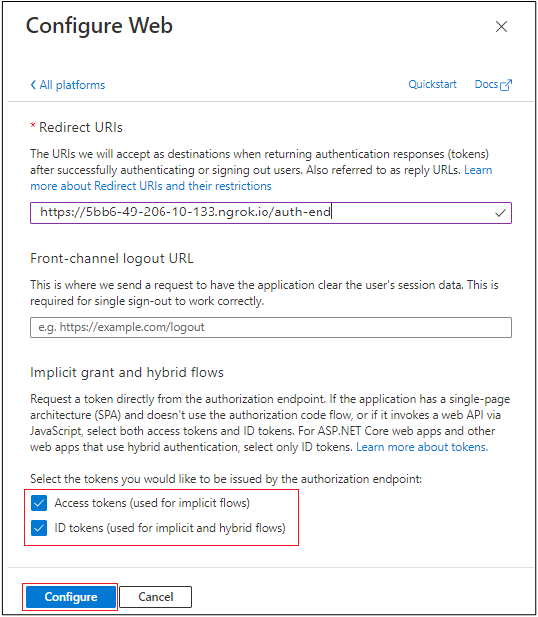 Configure Web
All platforms
Quickstart
Docs
* Redirect URIs
The URIs we will accept as destinations when returning authentication responses (tokens)
after successfully authenticating or signing out users. Also referred to as reply URLs. Learn
more about Redirect URIs and their restrictions
https://5bb6-49-206-10-133.ngrok.io/auth-end
Front-channel logout URL
This is where we send a request to have the application clear the user's session data. This is
required for single sign-out to work correctly.
e.g. https://example.com/logout
Implicit grant and hybrid flows
Request a token directly from the authorization endpoint. If the application has a single-page
architecture (SPA) and doesn't use the authorization code flow, or if it invokes a web API via
JavaScript, select both access tokens and ID tokens. For ASP.NET Core web apps and other
web apps that use hybrid authentication, select only ID tokens. Learn more about tokens.
Select the tokens you would like to be issued by the authorization endpoint:
Access tokens (used for implicit flows)
ID tokens (used for implicit and hybrid flows)
Configure
Cancel